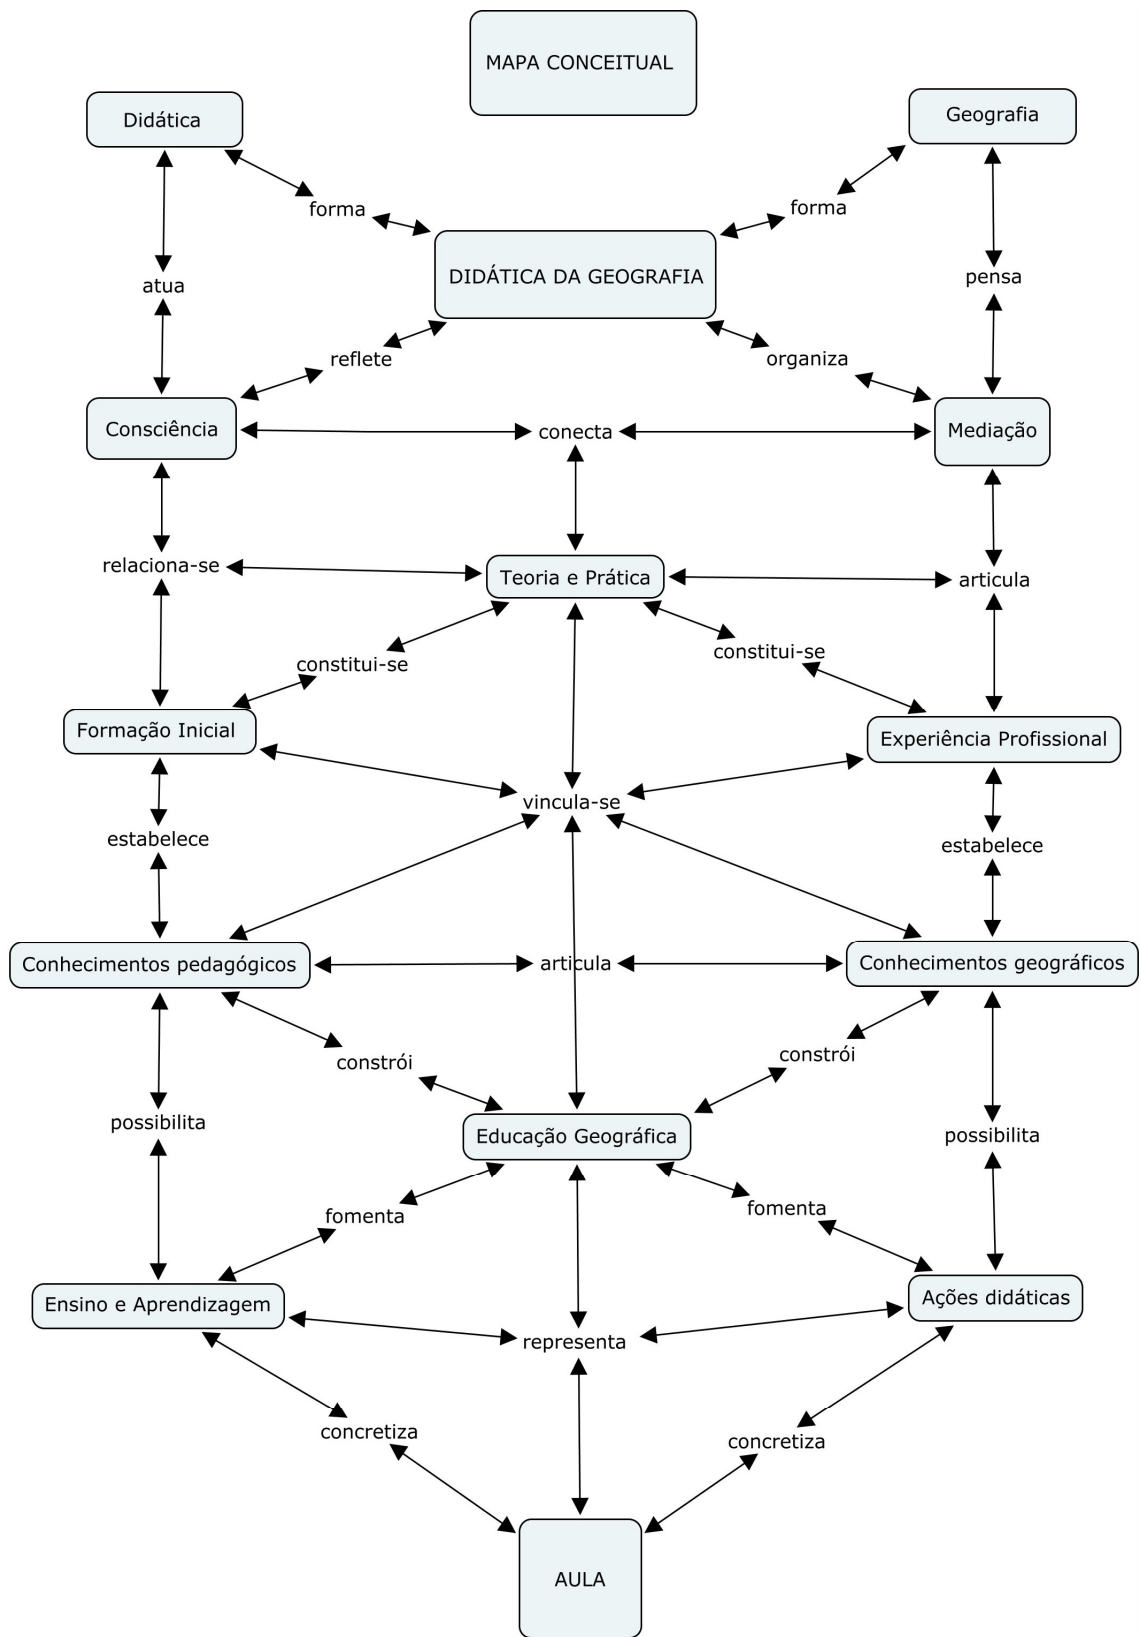 MAPA CONCEITUAL
Didática
Geografia
forma
forma
DIDÁTICA DA GEOGRAFIA
atua
pensa
reflete
organiza
Consciência
conecta
Mediação
relaciona-se
Teoria e Prática
articula
constitui-se
constitui-se
Formação Inicial
Experiência Profissional
vincula-se
estabelece
estabelece
Conhecimentos pedagógicos
articula
Conhecimentos geográficos
constrói
constrói
possibilita
Educação Geográfica
possibilita
fomenta
fomenta
Ensino e Aprendizagem
Ações didáticas
representa
concretiza
concretiza
AULA